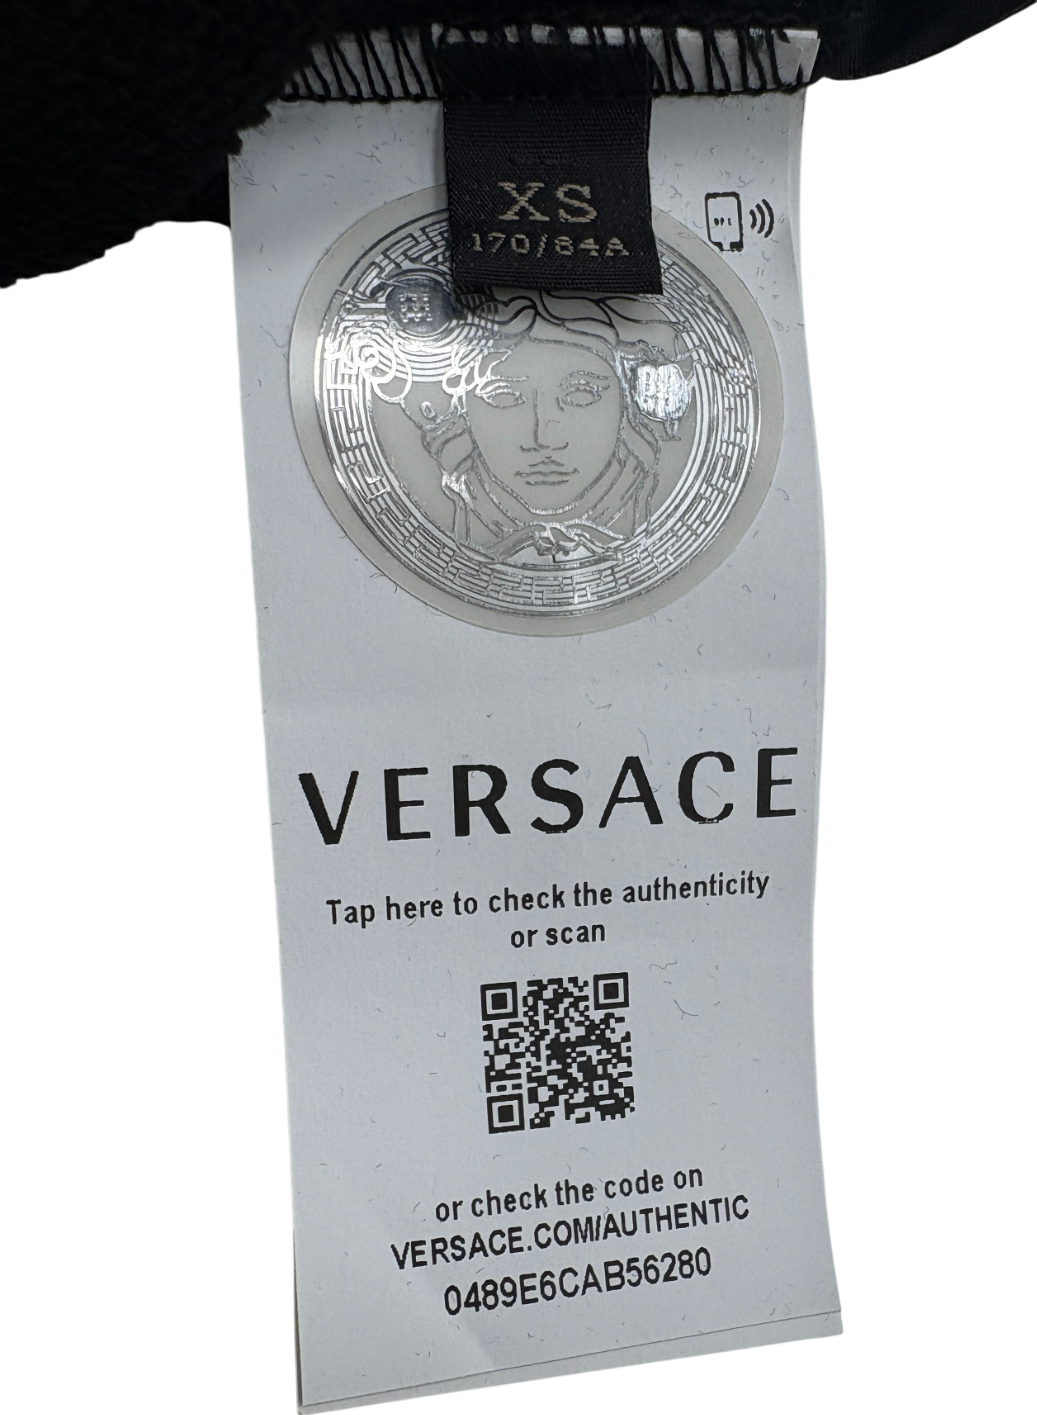 XS
170/84A
VERSACE
Tap here to check the authenticity
or scan
or check the code on
VERSACE.COM/AUTHENTIC
0489E6CAB56280